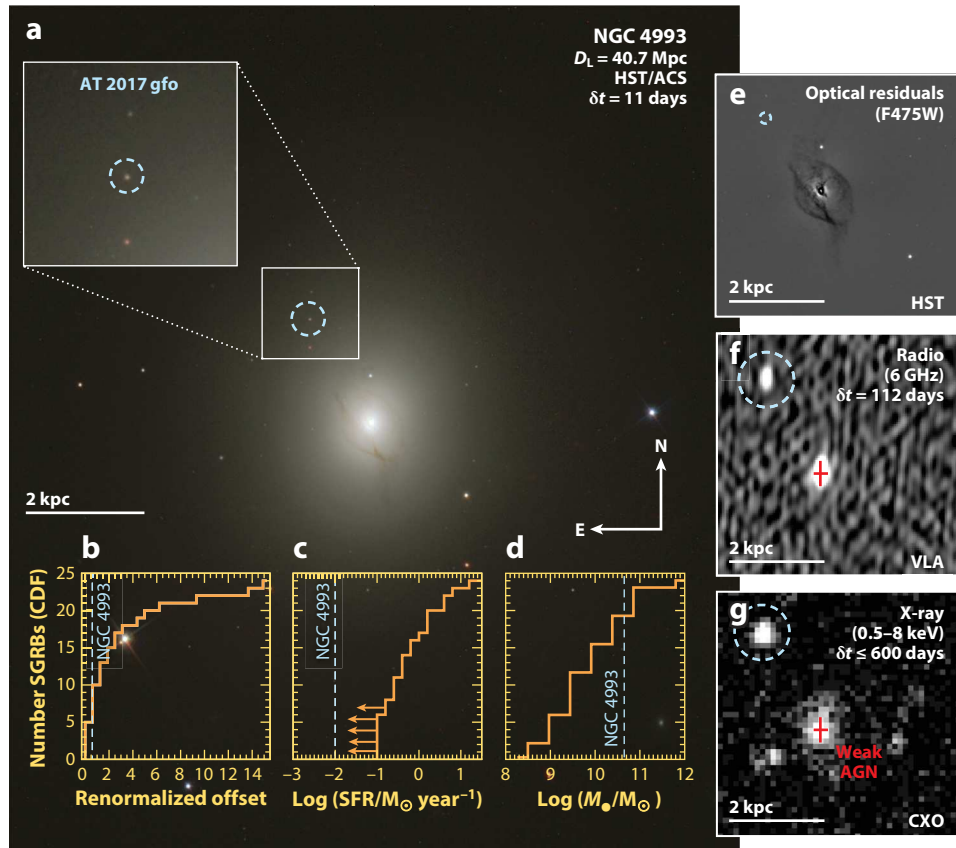 a
NGC 4993
D_L = 40.7 Mpc
HST/ACS
δt = 11 days
AT 2017 gfo
2 kpc
N
E
b
Number SGRBs (CDF)
25
20
15
10
5
0
NGC 4993
0 2 4 6 8 10 12 14
Renormalized offset
c
NGC 4993
−3 −2 −1 0 1
Log (SFR/M⊙ year⁻¹)
d
NGC 4993
8 9 10 11 12
Log (M●/M⊙)
e
Optical residuals
(F475W)
2 kpc
HST
f
Radio
(6 GHz)
δt = 112 days
2 kpc
VLA
g
X-ray
(0.5–8 keV)
δt ≤ 600 days
Weak
AGN
2 kpc
CXO